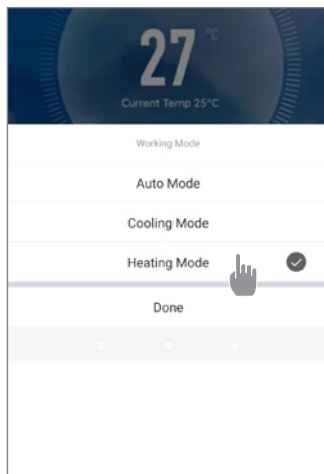 27 °C
Current Temp 25°C
Working Mode
Auto Mode
Cooling Mode
Heating Mode
Done